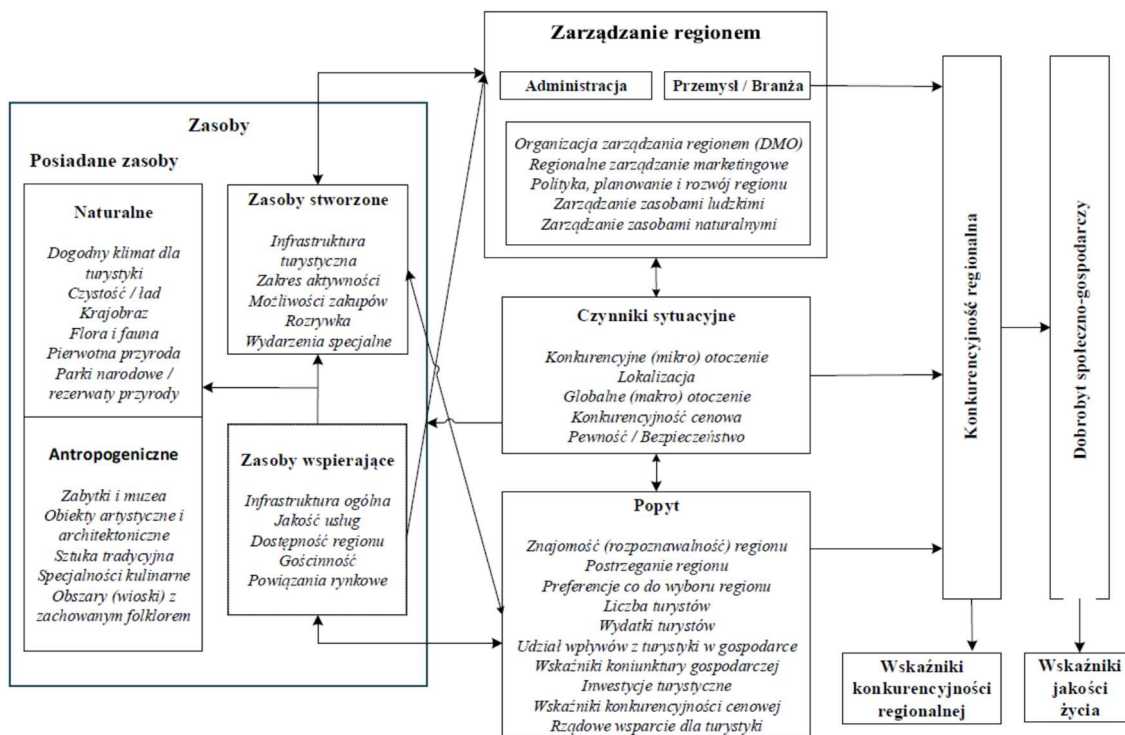 Zasoby
Posiadane zasoby
Naturalne
Dogodny klimat dla
turystyki
Czystość / ład
Krajobraz
Flora i fauna
Pierwotna przyroda
Parki narodowe /
rezerwaty przyrody
Antropogeniczne
Zabytki i muzea
Obiekty artystyczne i
architektoniczne
Sztuka tradycyjna
Specjalności kulinarne
Obszary (wioski) z
zachowanym folklorem
Zasoby stworzone
Infrastruktura
turystyczna
Zakres aktywności
Możliwości zakupów
Rozrywka
Wydarzenia specjalne
Zasoby wspierające
Infrastruktura ogólna
Jakość usług
Dostępność regionu
Gościnność
Powiązania rynkowe
Zarządzanie regionem
Administracja
Przemysł / Branża
Organizacja zarządzania regionem (DMO)
Regionalne zarządzanie marketingowe
Polityka, planowanie i rozwój regionu
Zarządzanie zasobami ludzkimi
Zarządzanie zasobami naturalnymi
Czynniki sytuacyjne
Konkurencyjne (mikro) otoczenie
Lokalizacja
Globalne (makro) otoczenie
Konkurencyjność cenowa
Pewność / Bezpieczeństwo
Popyt
Znajomość (rozpoznawalność) regionu
Postrzeganie regionu
Preferencje co do wyboru regionu
Liczba turystów
Wydatki turystów
Udział wpływów z turystyki w gospodarce
Wskaźniki koniunktury gospodarczej
Inwestycje turystyczne
Wskaźniki konkurencyjności cenowej
Rządowe wsparcie dla turystyki
Konkurencyjność regionalna
Dobrobyt społeczno-gospodarczy
Wskaźniki
konkurencyjności
regionalnej
Wskaźniki
jakości
życia